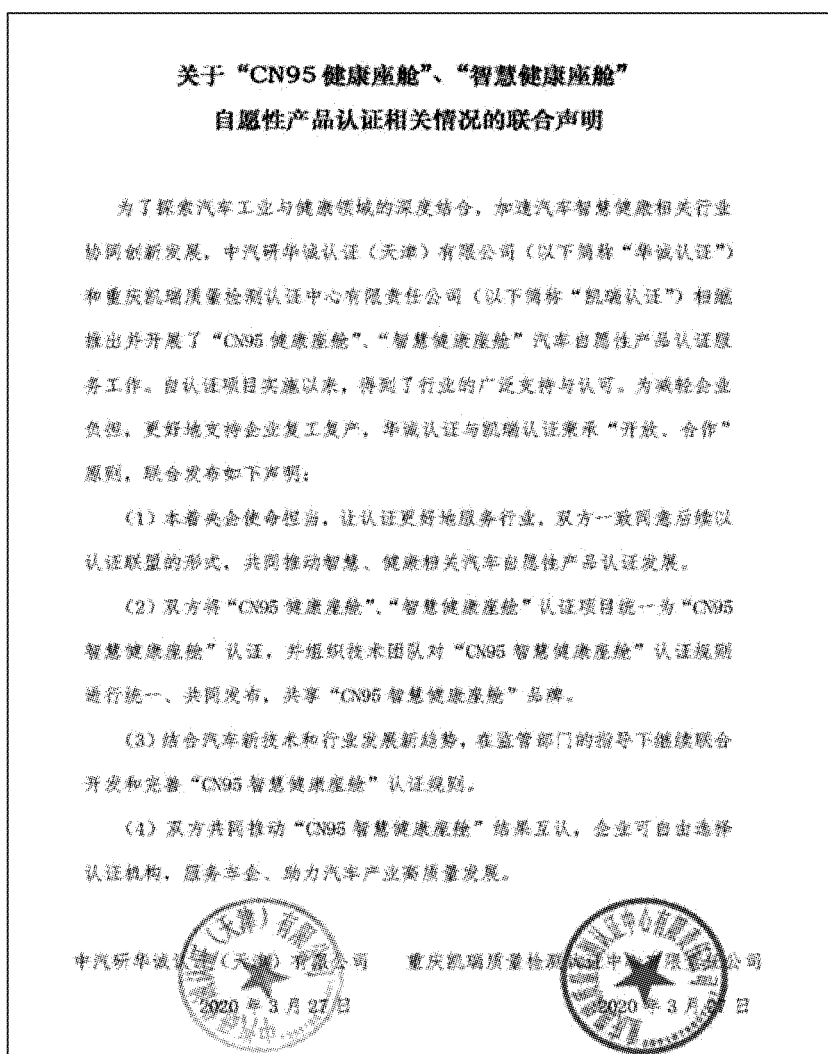 关于“CN95健康座舱”、“智慧健康座舱”
自愿性产品认证相关情况的联合声明
为了探索汽车工业与健康领域的深度结合，加速汽车智慧健康相关行业
协同创新发展，中汽研华诚认证（天津）有限公司（以下简称“华诚认证”）
和重庆凯瑞质量检测认证中心有限责任公司（以下简称“凯瑞认证”）相继
推出并开展了“CN95健康座舱”、“智慧健康座舱”汽车自愿性产品认证服
务工作。自认证项目实施以来，得到了行业的广泛支持与认可。为减轻企业
负担，更好地支持企业复工复产，华诚认证与凯瑞认证秉承“开放、合作”
原则，联合发布如下声明：
（1）本着央企使命担当，让认证更好地服务行业，双方一致同意后续以
认证联盟的形式，共同推动智慧、健康相关汽车自愿性产品认证发展。
（2）双方将“CN95健康座舱”、“智慧健康座舱”认证项目统一为“CN95
智慧健康座舱”认证，并组织技术团队对“CN95智慧健康座舱”认证规则
进行统一、共同发布，共享“CN95智慧健康座舱”品牌。
（3）结合汽车新技术和行业发展新趋势，在监管部门的指导下继续联合
开发和完善“CN95智慧健康座舱”认证规则。
（4）双方共同推动“CN95智慧健康座舱”结果互认，企业可自由选择
认证机构，服务车企、助力汽车产业高质量发展。
中汽研华诚认证（天津）有限公司 重庆凯瑞质量检测认证中心有限责任公司
2020年3月27日 2020年3月27日